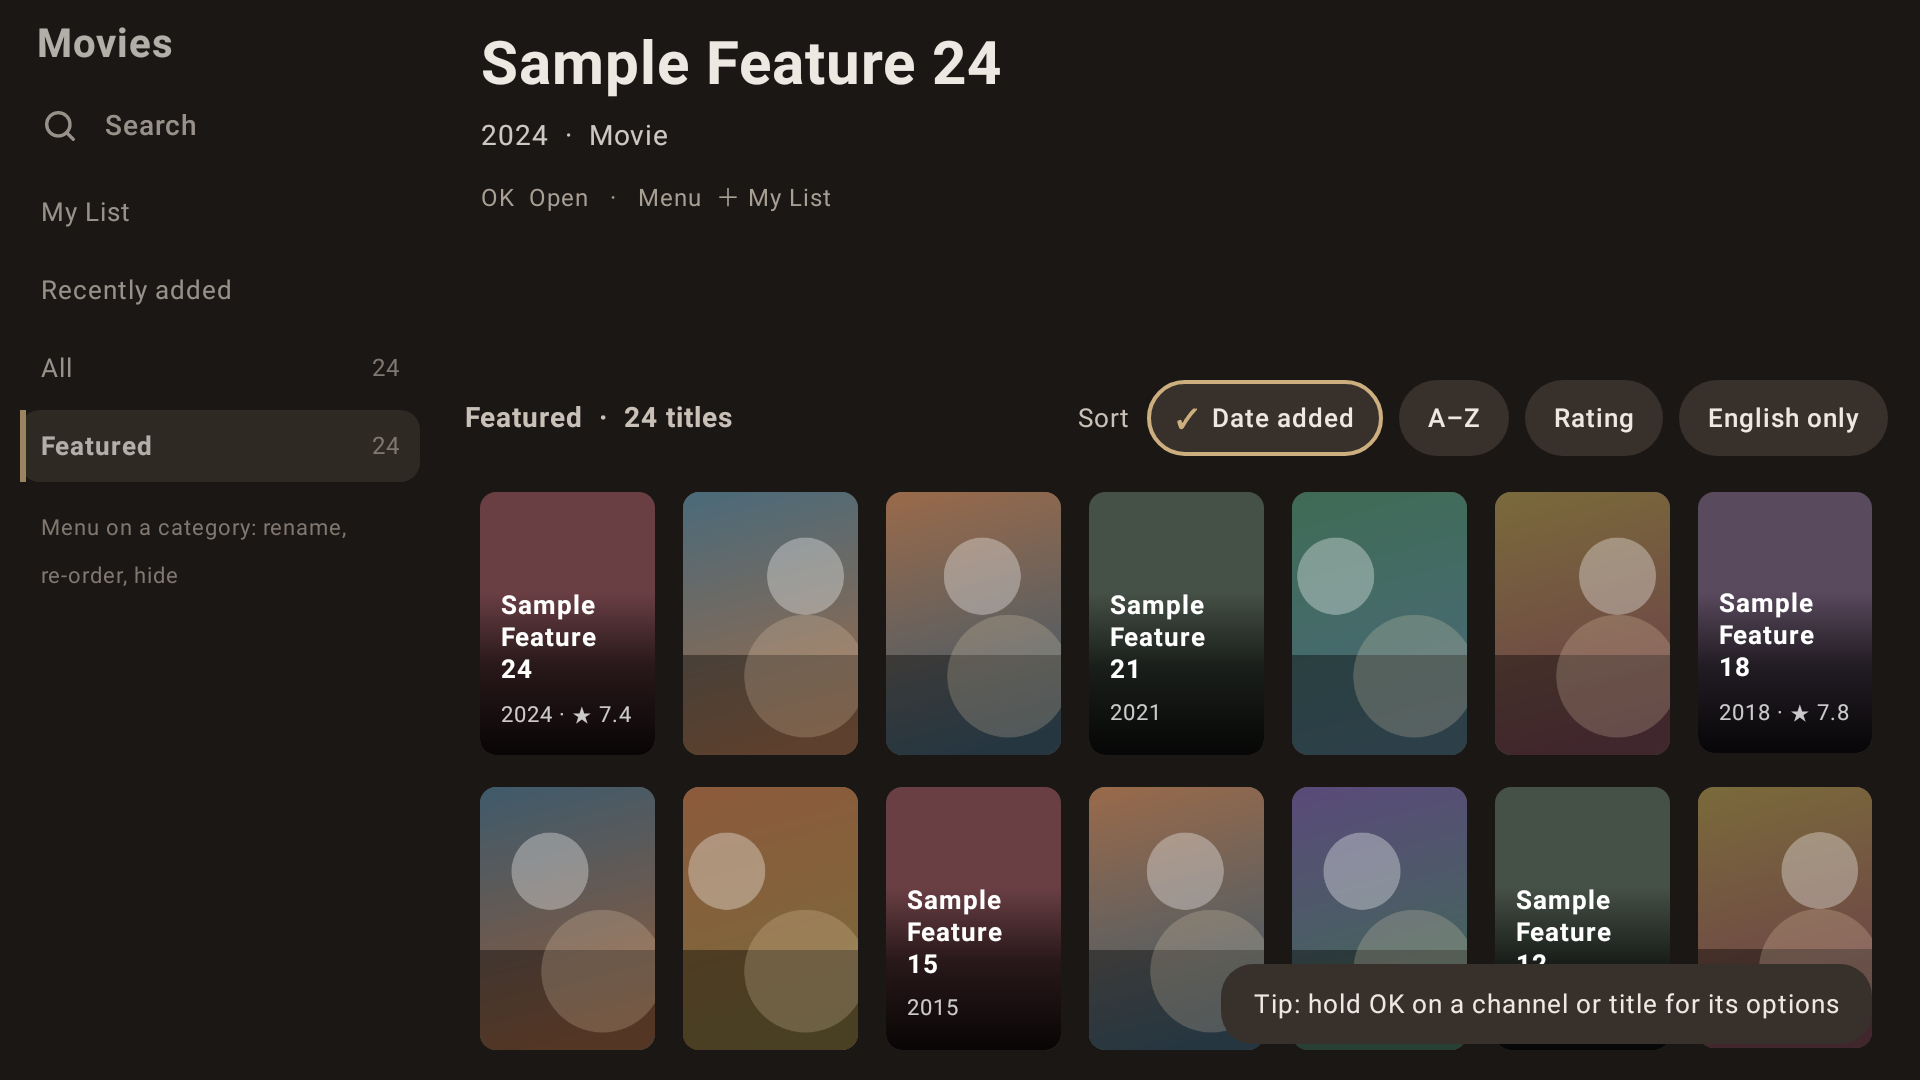 Movies
Search
My List
Recently added
All 24
Featured 24
Menu on a category: rename,
re-order, hide
Sample Feature 24
2024 · Movie
OK Open · Menu + My List
Featured · 24 titles
Sort ✓ Date added A–Z Rating English only
Sample
Feature
24
2024 · ★ 7.4
Sample
Feature
21
2021
Sample
Feature
18
2018 · ★ 7.8
Sample
Feature
15
2015
Sample
Feature
12
Tip: hold OK on a channel or title for its options